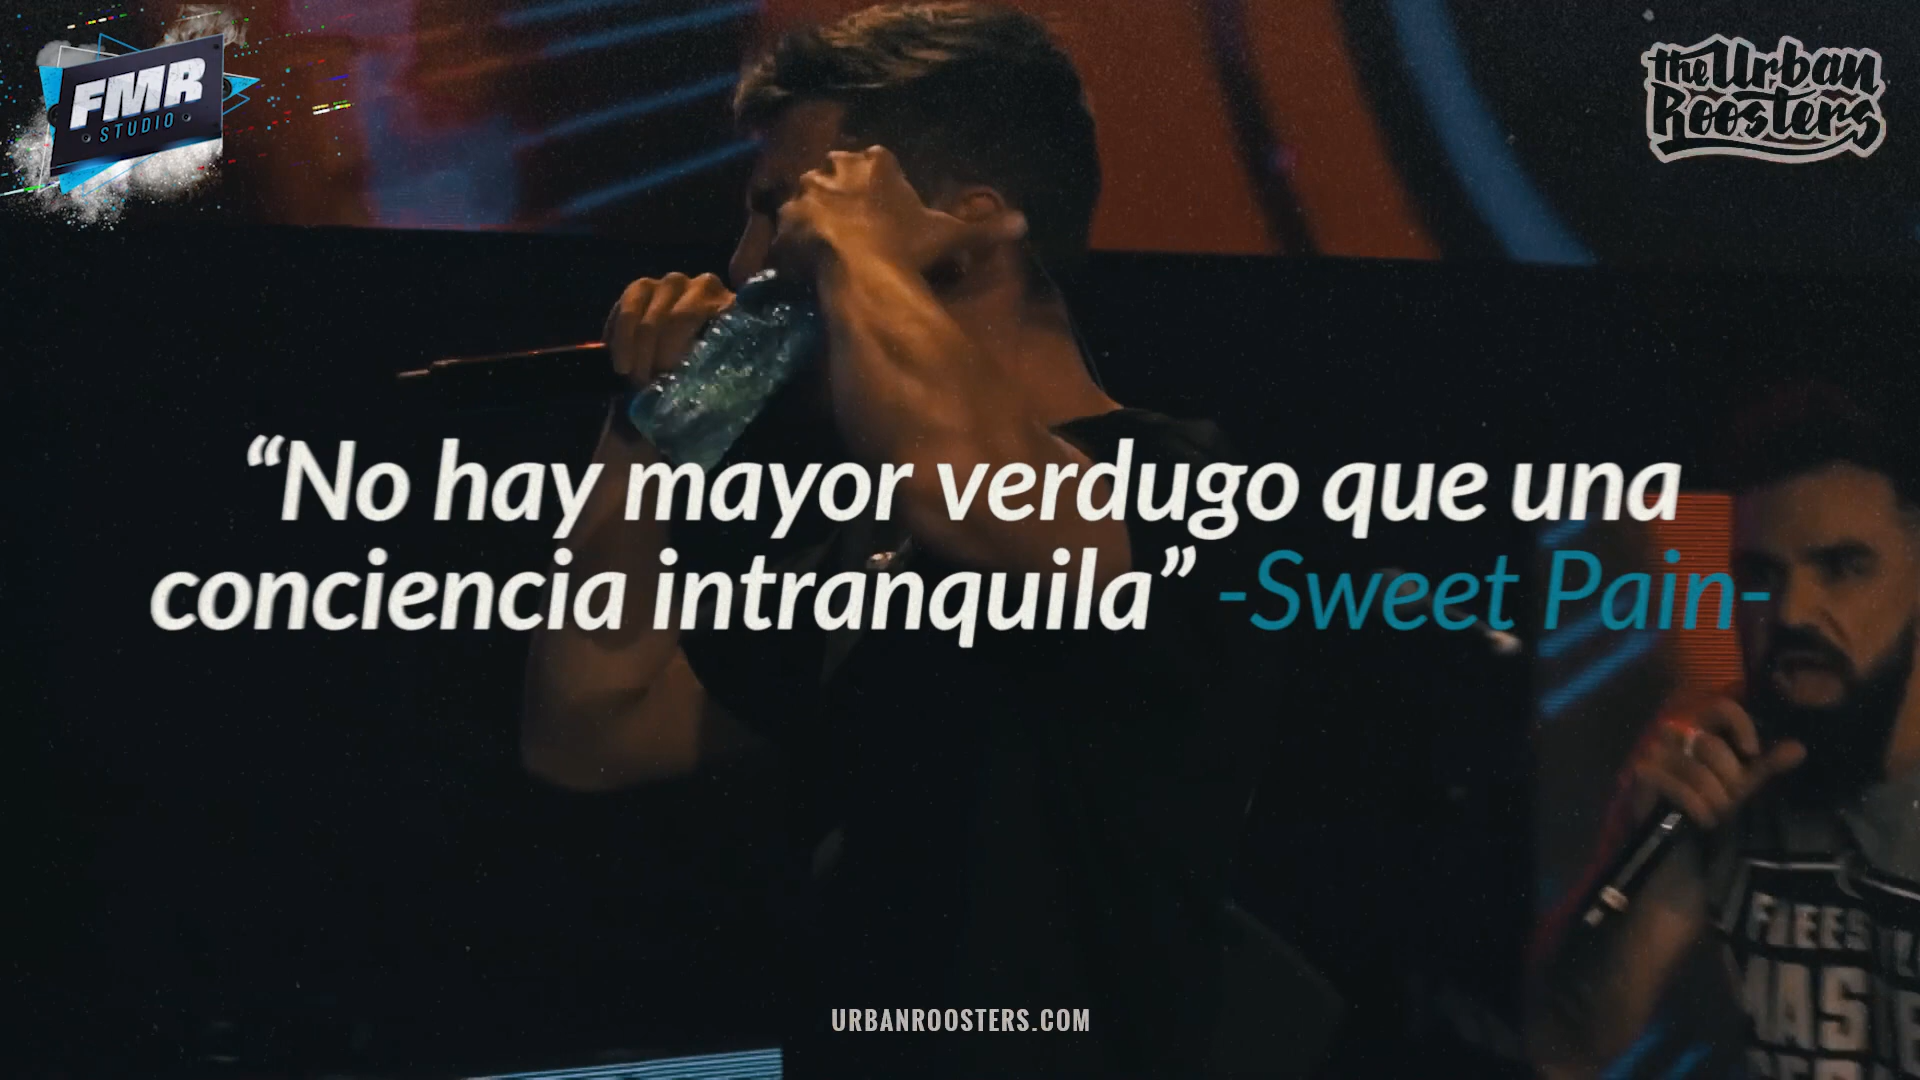 FMR
STUDIO
the Urban
Roosters
“No hay mayor verdugo que una
conciencia intranquila” -Sweet Pain-
URBANROOSTERS.COM